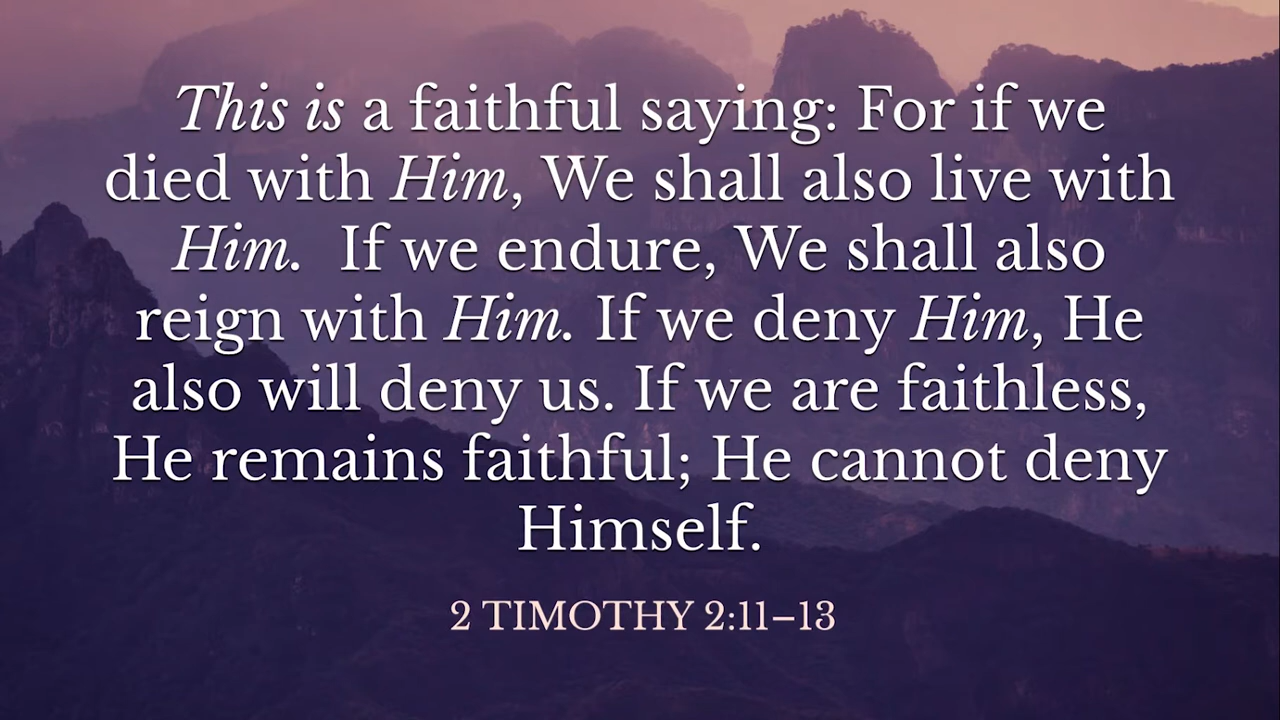 This is a faithful saying: For if we
died with Him, We shall also live with
Him.  If we endure, We shall also
reign with Him. If we deny Him, He
also will deny us. If we are faithless,
He remains faithful; He cannot deny
Himself.
2 TIMOTHY 2:11–13